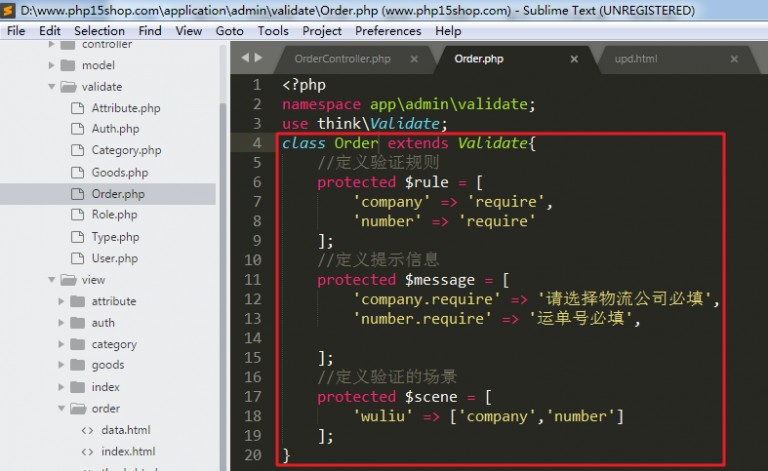 D:\www.php15shop.com\application\admin\validate\Order.php (www.php15shop.com) - Sublime Text (UNREGISTERED)
File Edit Selection Find View Goto Tools Project Preferences Help
controller
model
validate
Attribute.php
Auth.php
Category.php
Goods.php
Order.php
Role.php
Type.php
User.php
view
attribute
auth
category
goods
index
order
data.html
index.html
OrderController.php × Order.php × upd.html ×
1 <?php
2 namespace app\admin\validate;
3 use think\Validate;
4 class Order extends Validate{
5 //定义验证规则
6 protected $rule = [
7 'company' => 'require',
8 'number' => 'require'
9 ];
10 //定义提示信息
11 protected $message = [
12 'company.require' => '请选择物流公司必填',
13 'number.require' => '运单号必填',
14
15 ];
16 //定义验证的场景
17 protected $scene = [
18 'wuliu' => ['company','number']
19 ];
20 }